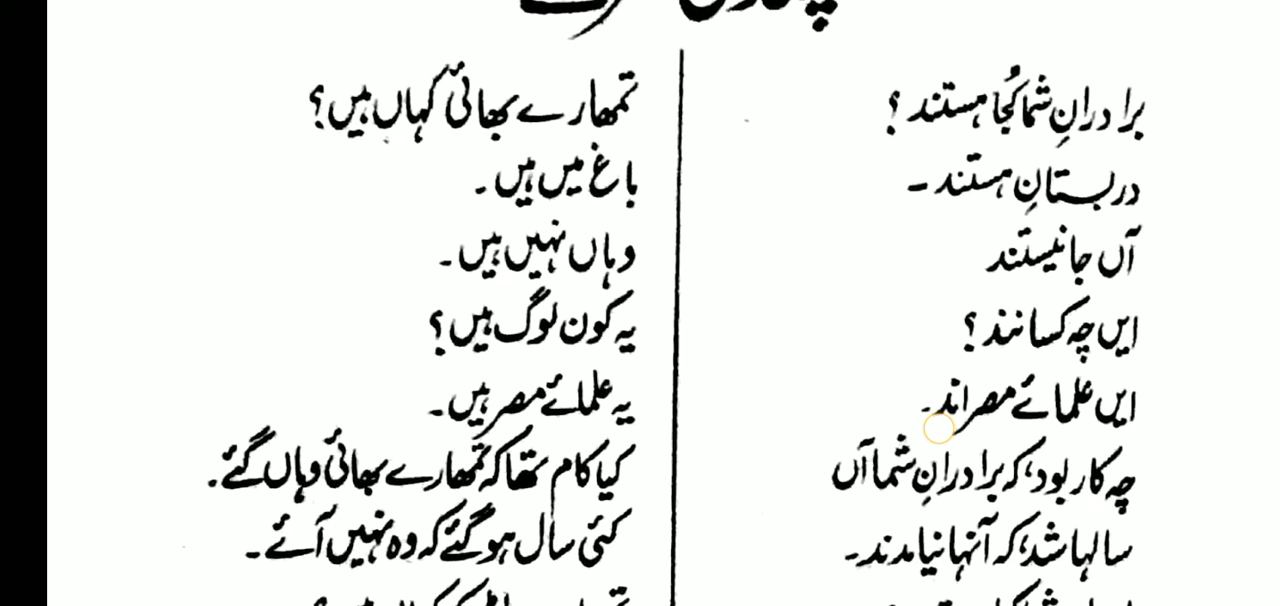 برادرانِ شما کُجا ہستند ؟
تمھارے بھائی کہاں ہیں؟
در بستانِ ہستند ۔
باغ میں ہیں ۔
آں جا نیستند
وہاں نہیں ہیں ۔
ایں چہ کسانند ؟
یہ کون لوگ ہیں؟
ایں علمائے مصر اند ۔
یہ علمائے مصر ہیں ۔
چہ کار بود، کہ برادرانِ شما آں
کیا کام تھا کہ تمھارے بھائی وہاں گئے ۔
سالہا شد، کہ آنہا نیامدند ۔
کئی سال ہو گئے کہ وہ نہیں آئے ۔